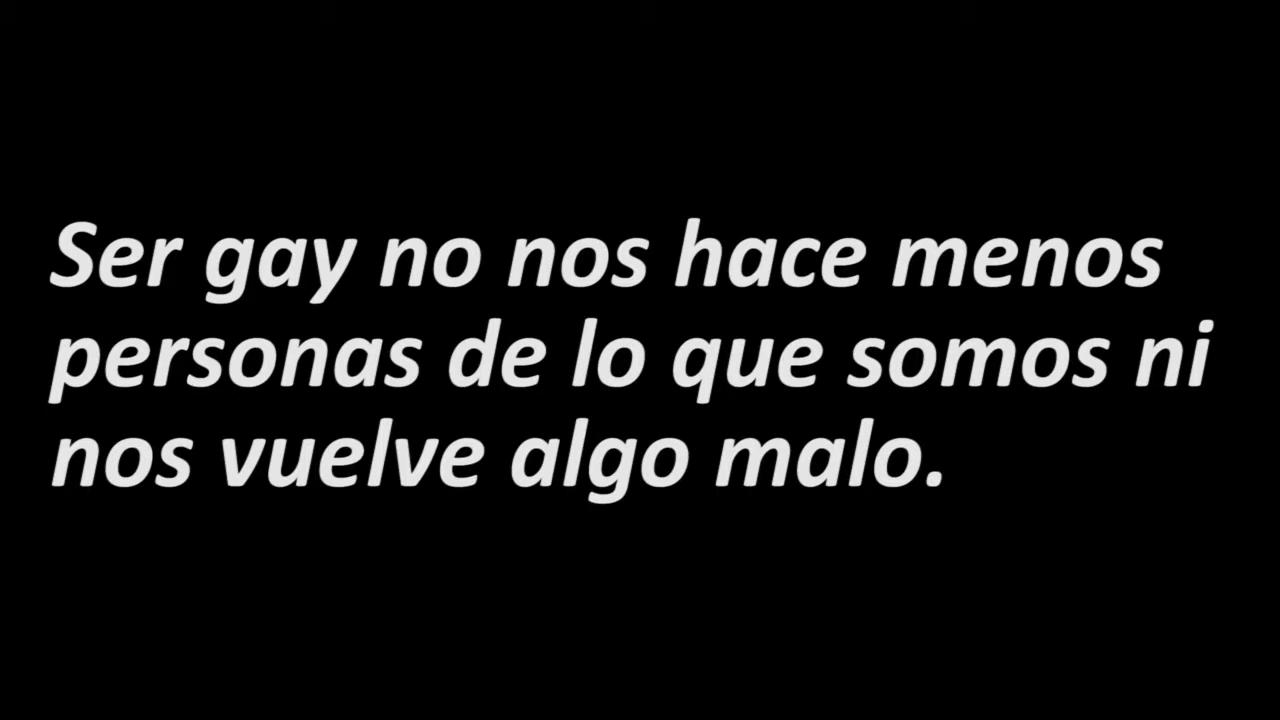 Ser gay no nos hace menos
personas de lo que somos ni
nos vuelve algo malo.